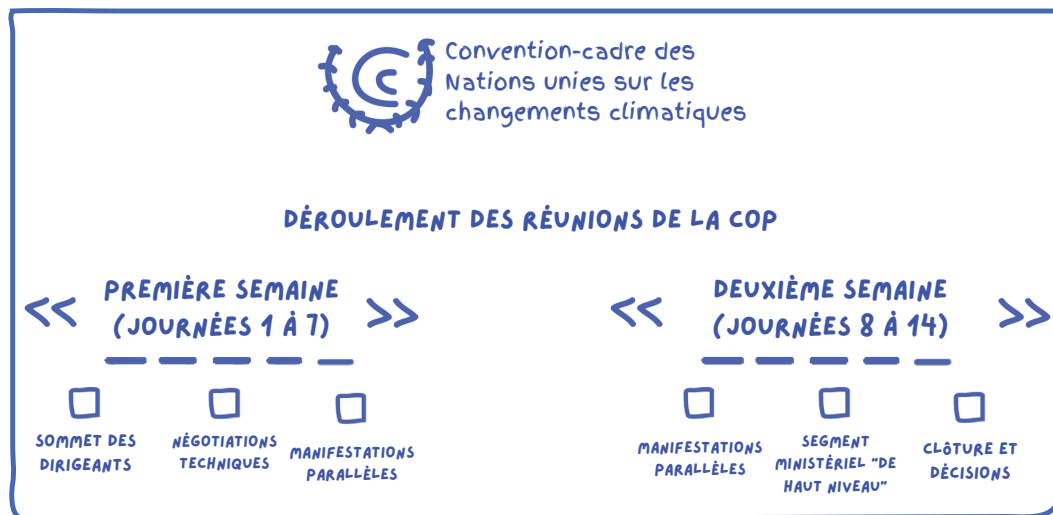 Convention-cadre des
Nations unies sur les
changements climatiques
DÉROULEMENT DES RÉUNIONS DE LA COP
<< PREMIÈRE SEMAINE >>
(JOURNÉES 1 À 7)
SOMMET DES
DIRIGEANTS
NÉGOTIATIONS
TECHNIQUES
MANIFESTATIONS
PARALLÈLES
<< DEUXIÈME SEMAINE >>
(JOURNÉES 8 À 14)
MANIFESTATIONS
PARALLÈLES
SEGMENT
MINISTÉRIEL "DE
HAUT NIVEAU"
CLÔTURE ET
DÉCISIONS